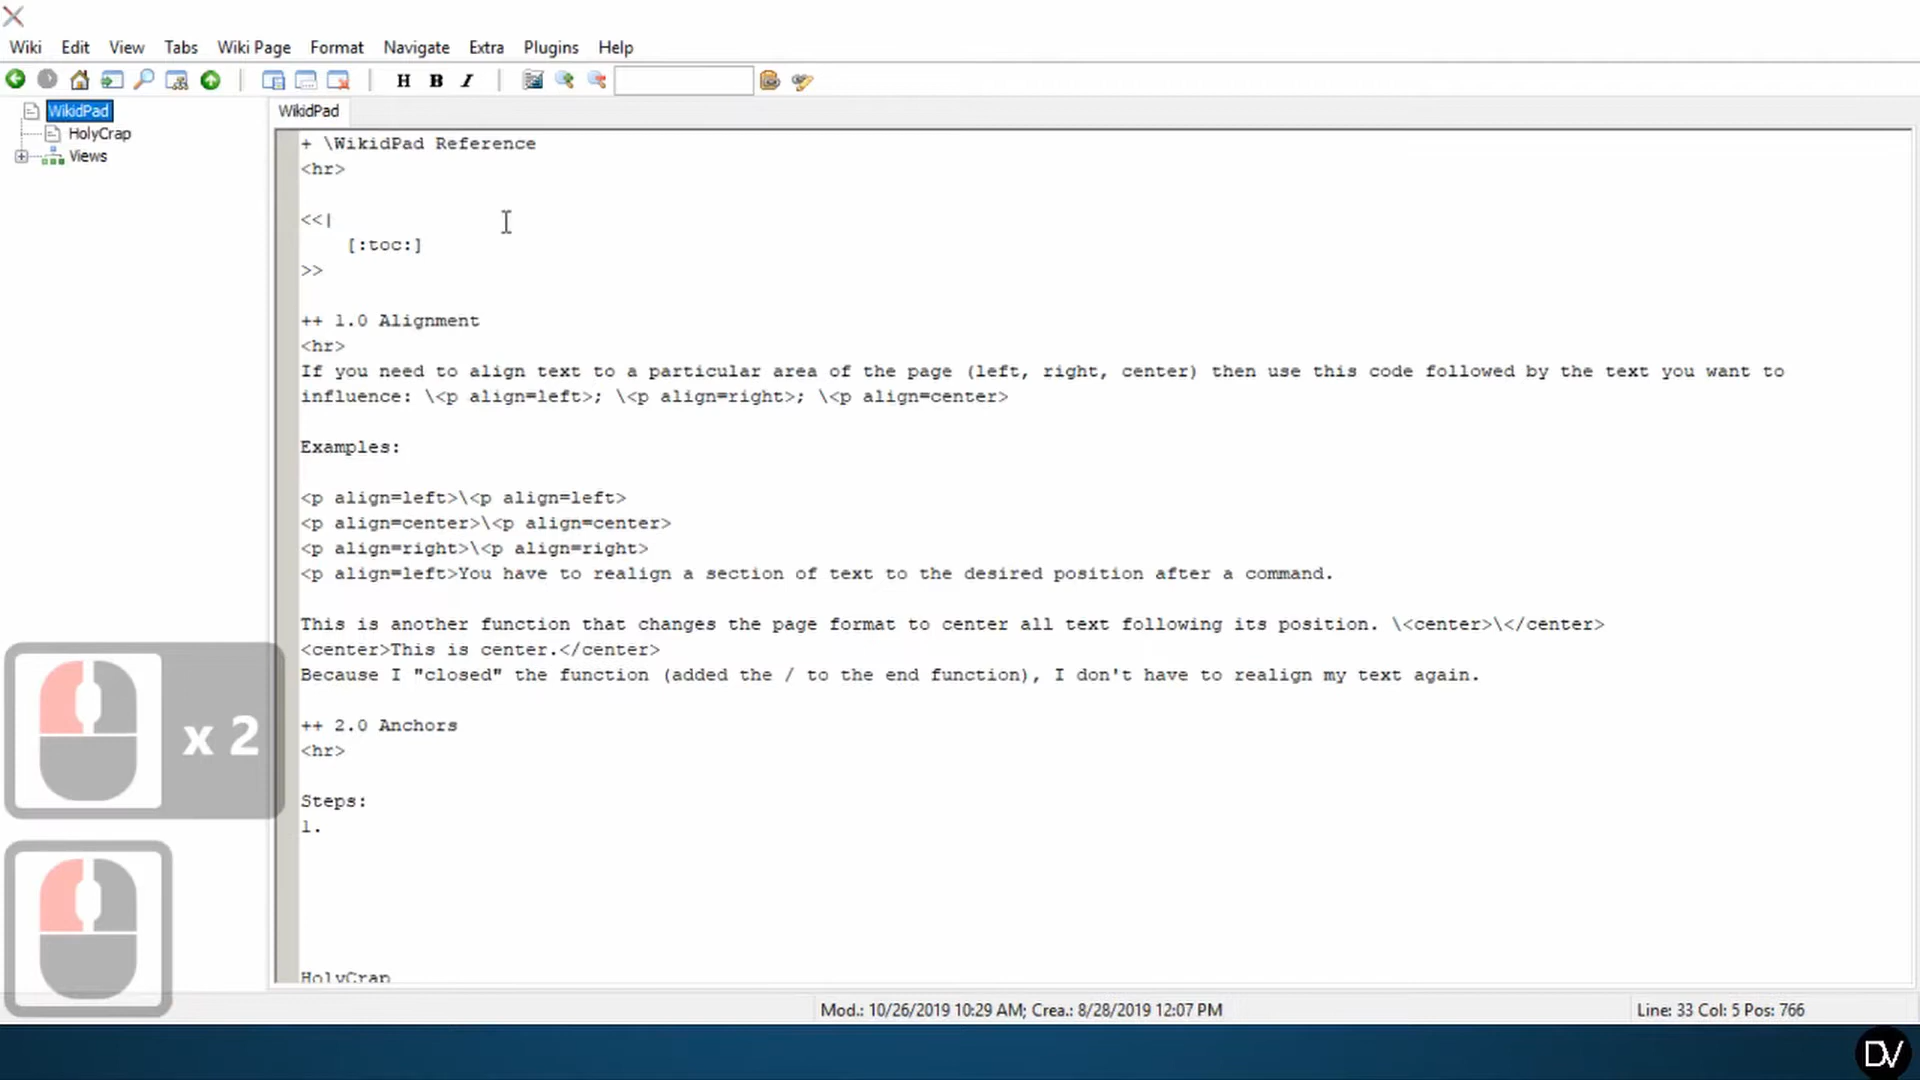 Wiki Edit View Tabs Wiki Page Format Navigate Extra Plugins Help
H B I
WikidPad
HolyCrap
Views
WikidPad
+ \WikidPad Reference
<hr>
<<|
[:toc:]
>>
++ 1.0 Alignment
<hr>
If you need to align text to a particular area of the page (left, right, center) then use this code followed by the text you want to
influence: \<p align=left>; \<p align=right>; \<p align=center>
Examples:
<p align=left>\<p align=left>
<p align=center>\<p align=center>
<p align=right>\<p align=right>
<p align=left>You have to realign a section of text to the desired position after a command.
This is another function that changes the page format to center all text following its position. \<center>\</center>
<center>This is center.</center>
Because I "closed" the function (added the / to the end function), I don't have to realign my text again.
++ 2.0 Anchors
<hr>
Steps:
1.
HolyCrap
x 2
Mod.: 10/26/2019 10:29 AM; Crea.: 8/28/2019 12:07 PM
Line: 33 Col: 5 Pos: 766
DV